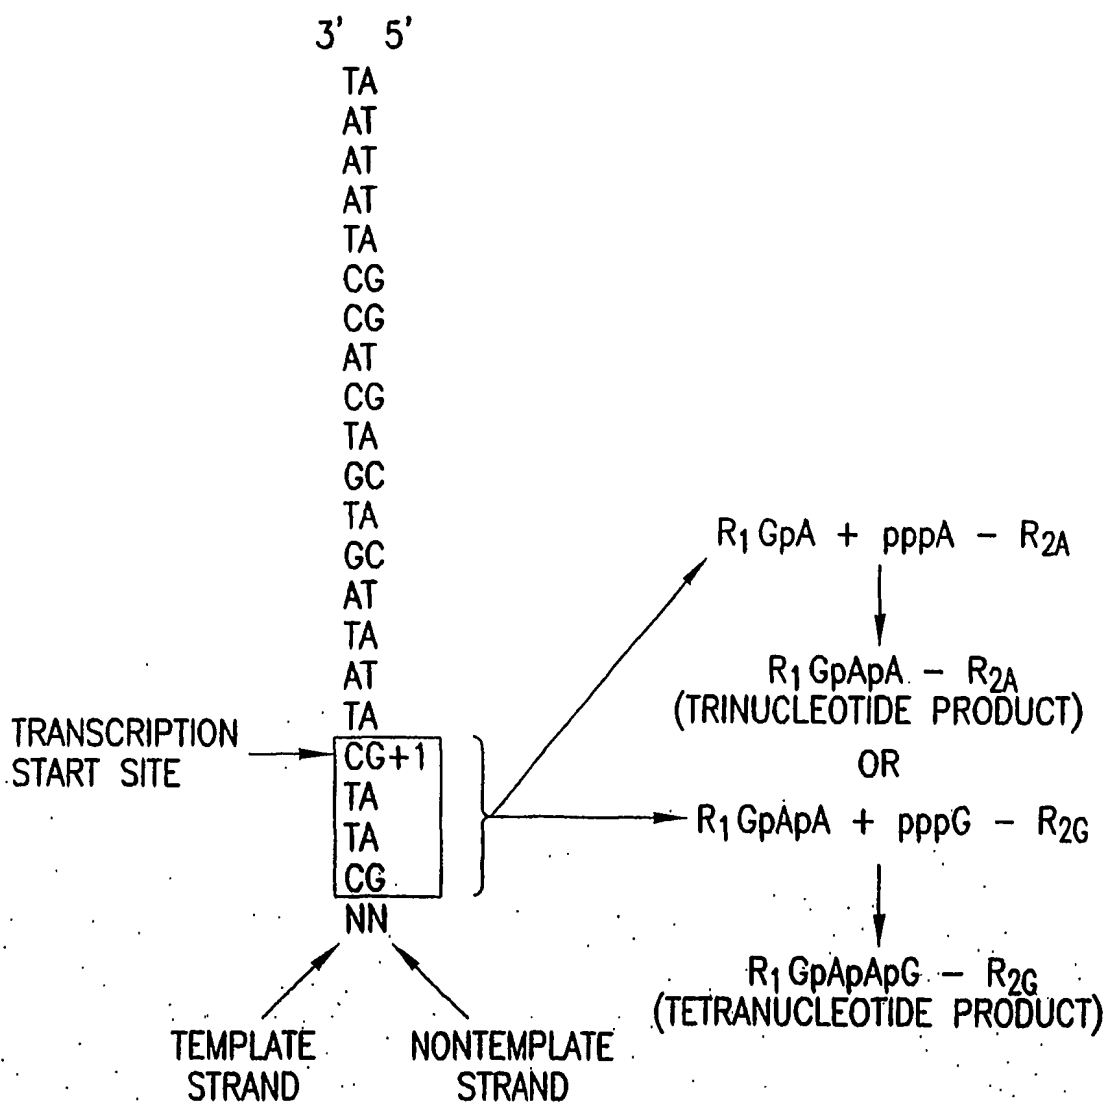 3' 5'
TA
AT
AT
AT
TA
CG
CG
AT
CG
TA
GC
TA
GC
AT
TA
AT
TA
CG+1
TA
TA
CG
NN
TRANSCRIPTION
START SITE
TEMPLATE
STRAND
NONTEMPLATE
STRAND
R1 GpA + pppA – R2A
R1 GpApA – R2A
(TRINUCLEOTIDE PRODUCT)
OR
R1 GpApA + pppG – R2G
R1 GpApApG – R2G
(TETRANUCLEOTIDE PRODUCT)